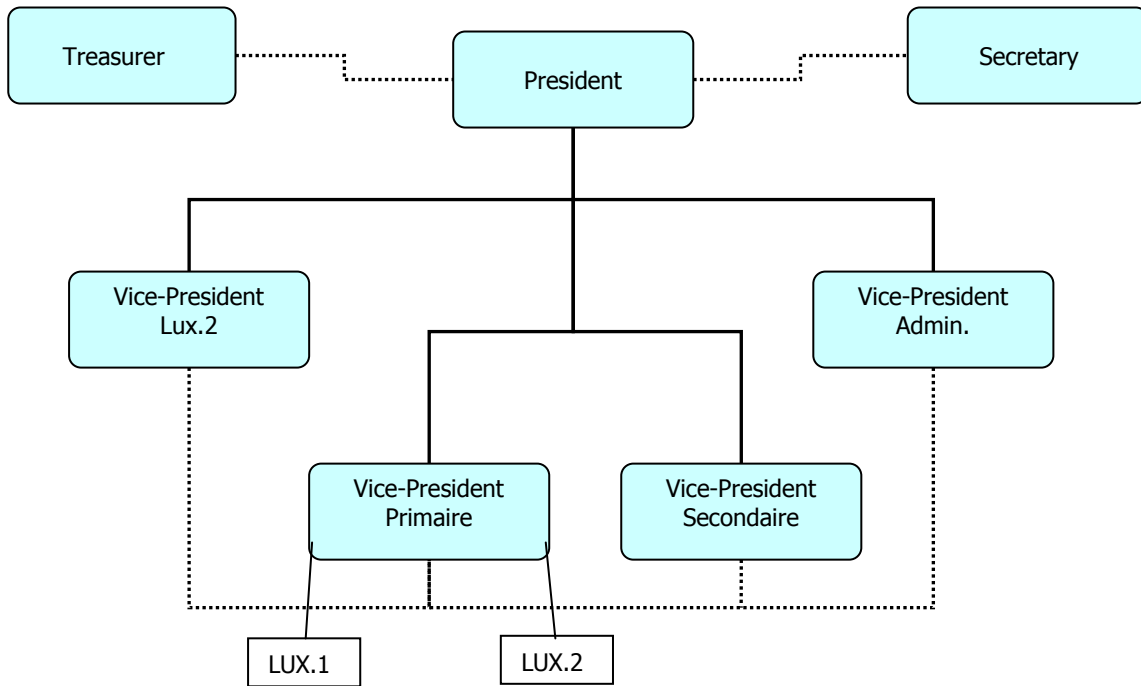 Treasurer
President
Secretary
Vice-President
Lux.2
Vice-President
Admin.
Vice-President
Primaire
Vice-President
Secondaire
LUX.1
LUX.2